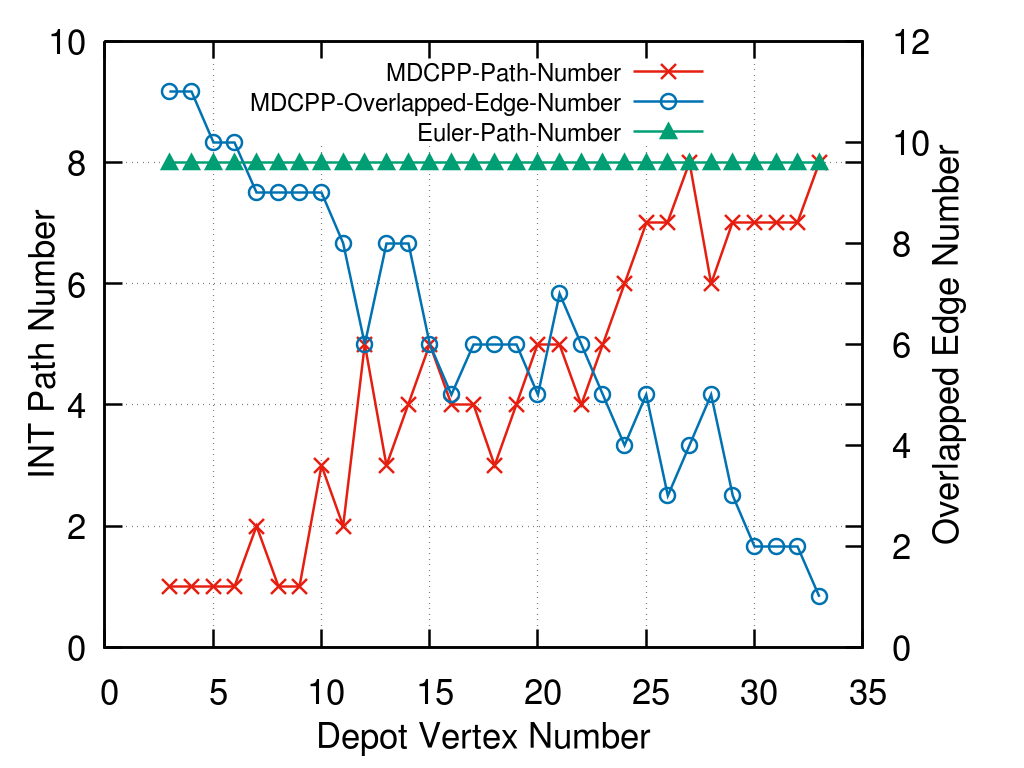 10
8
6
4
2
0
INT Path Number
MDCPP-Path-Number
MDCPP-Overlapped-Edge-Number
Euler-Path-Number
12
10
8
6
4
2
0
Overlapped Edge Number
0 5 10 15 20 25 30 35
Depot Vertex Number